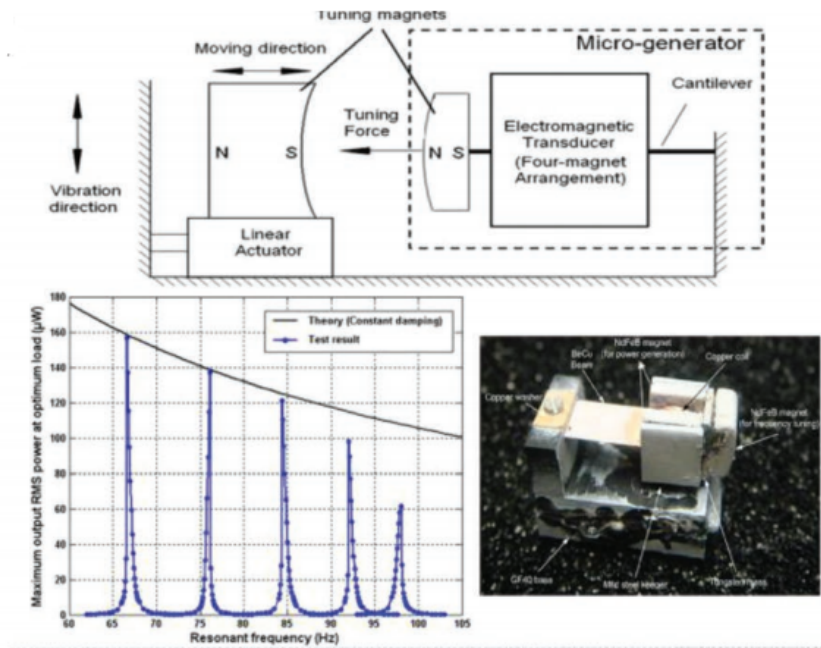 Tuning magnets
Moving direction
Micro-generator
Cantilever
Tuning
Force
Electromagnetic
Transducer
(Four-magnet
Arrangement)
N
S
N S
Vibration
direction
Linear
Actuator
Maximum output RMS power at optimum load (µW)
180
160
140
120
100
80
60
40
20
0
Theory (Constant damping)
Test result
60
65
70
75
80
85
90
95
100
105
Resonant frequency (Hz)
NdFeB magnet
(for power generation)
BeCu
Beam
Copper coil
Copper washer
NdFeB magnet
(for frequency tuning)
base
Mild steel keeper
Tungsten mass